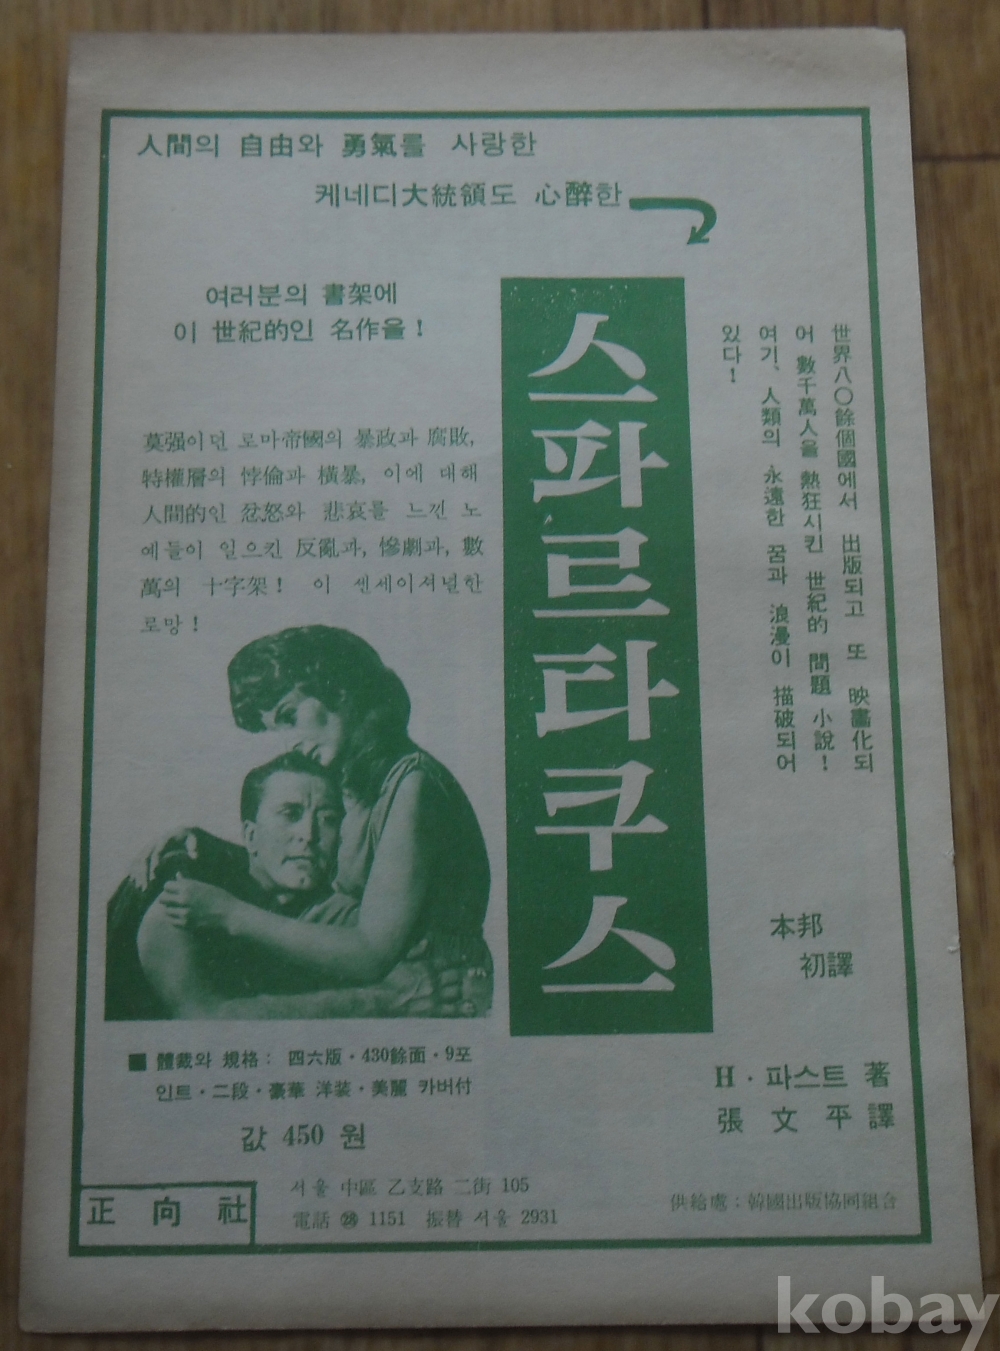 人間의 自由와 勇氣를 사랑한
케네디大統領도 心醉한
여러분의 書架에
이 世紀的인 名作을!
스파르타쿠스
世界八〇餘個國에서 出版되고 또 映畵化되
어 數千萬人을 熱狂시킨 世紀的 問題 小說!
여기、人類의 永遠한 꿈과 浪漫이 描破되어
있다!
莫强이던 로마帝國의 暴政과 腐敗,
特權層의 悖倫과 橫暴, 이에 대해
人間的인 忿怒와 悲哀를 느낀 노
예들이 일으킨 反亂과, 慘劇과, 數
萬의 十字架! 이 센세이셔널한
로망!
本邦
初譯
H・파스트 著
張文平 譯
■ 體裁와 規格: 四六版・430餘面・9포
인트・二段・豪華 洋装・美麗 카버付
값 450 원
正向社
서울 中區 乙支路 二街 105
電話 ㉘ 1151 振替 서울 2931
供給處: 韓國出版協同組合
kobay